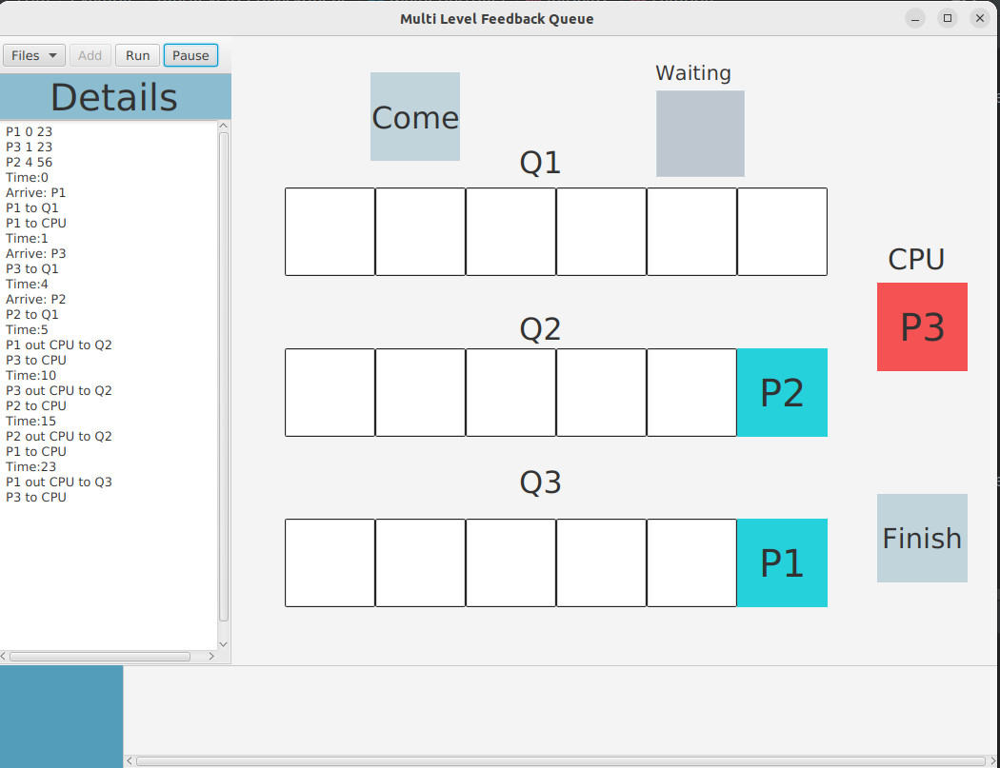 Multi Level Feedback Queue
Files Add Run Pause
Details
P1 0 23
P3 1 23
P2 4 56
Time:0
Arrive: P1
P1 to Q1
P1 to CPU
Time:1
Arrive: P3
P3 to Q1
Time:4
Arrive: P2
P2 to Q1
Time:5
P1 out CPU to Q2
P3 to CPU
Time:10
P3 out CPU to Q2
P2 to CPU
Time:15
P2 out CPU to Q2
P1 to CPU
Time:23
P1 out CPU to Q3
P3 to CPU
Come
Waiting
Q1
CPU
P3
Q2
P2
Q3
P1
Finish